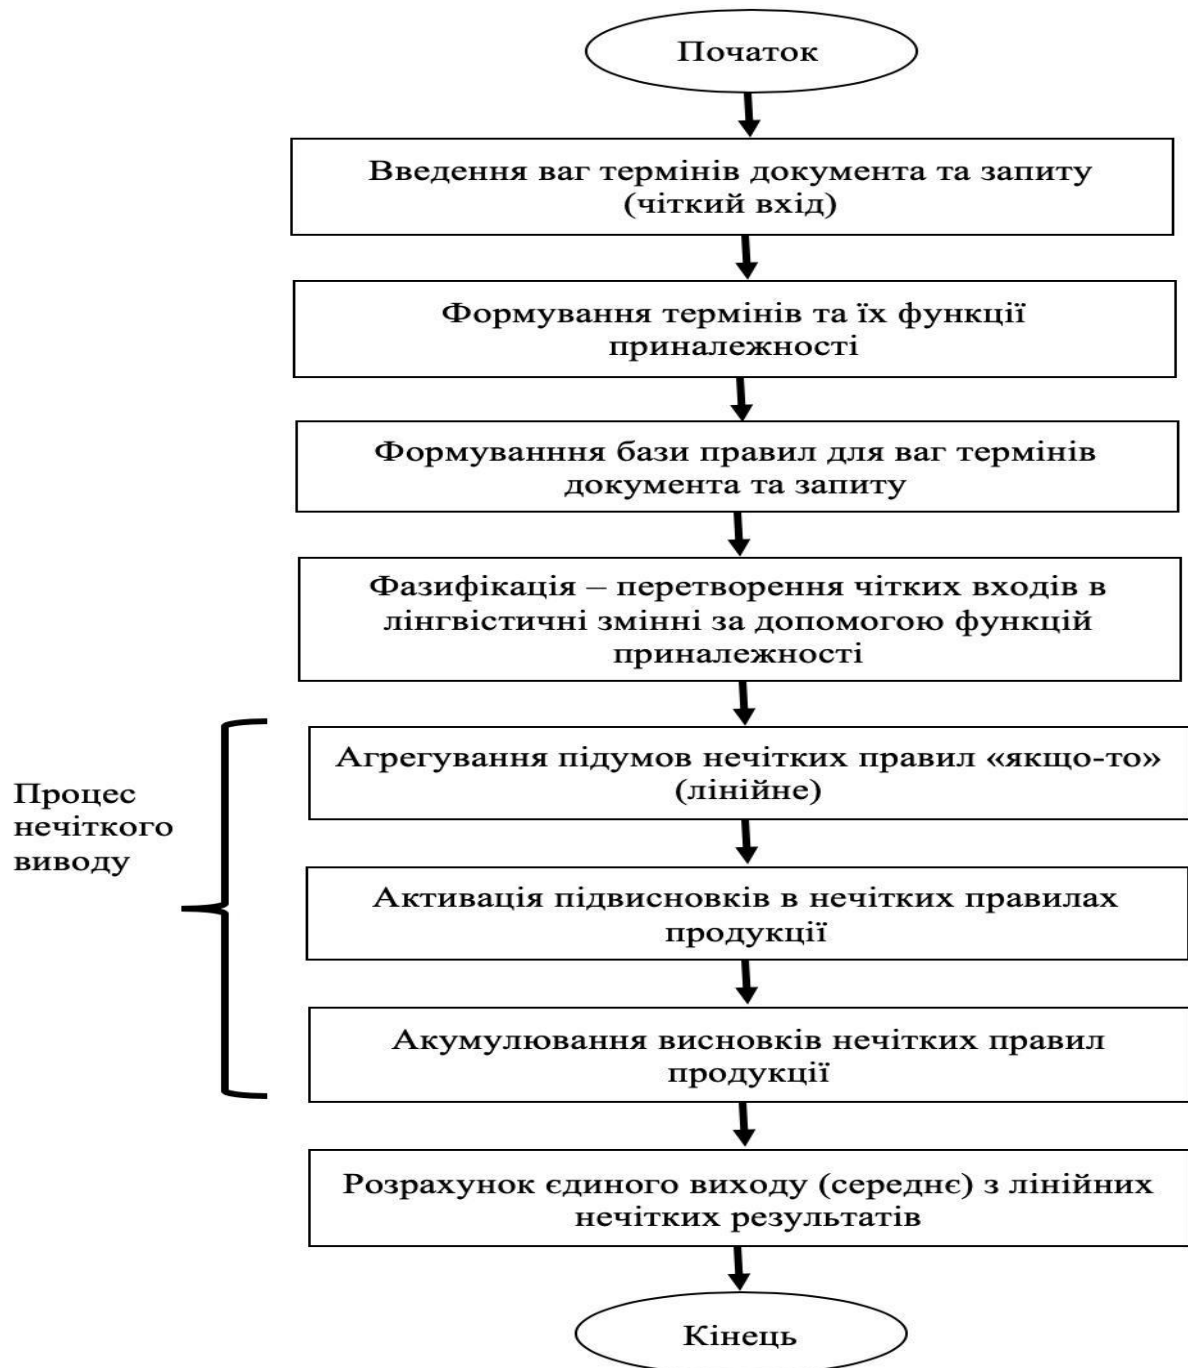 Початок
Введення ваг термінів документа та запиту
(чіткий вхід)
Формування термінів та їх функції
приналежності
Формуванння бази правил для ваг термінів
документа та запиту
Фазифікація – перетворення чітких входів в
лінгвістичні змінні за допомогою функцій
приналежності
Процес
нечіткого
виводу
Агрегування підумов нечітких правил «якщо-то»
(лінійне)
Активація підвисновків в нечітких правилах
продукції
Акумулювання висновків нечітких правил
продукції
Розрахунок єдиного виходу (середнє) з лінійних
нечітких результатів
Кінець